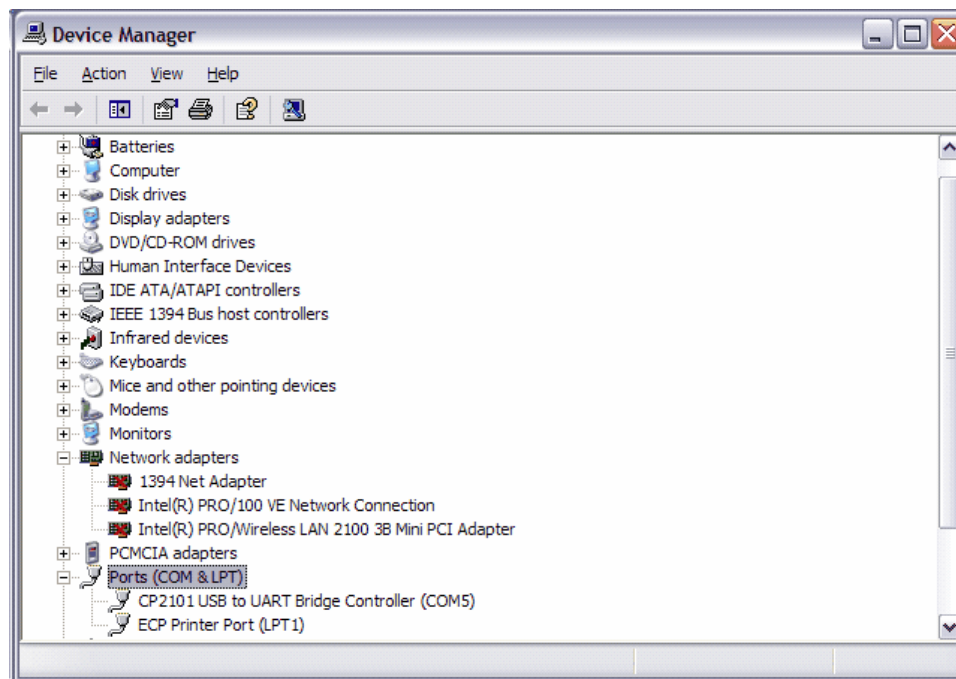 Device Manager
File Action View Help
Batteries
Computer
Disk drives
Display adapters
DVD/CD-ROM drives
Human Interface Devices
IDE ATA/ATAPI controllers
IEEE 1394 Bus host controllers
Infrared devices
Keyboards
Mice and other pointing devices
Modems
Monitors
Network adapters
1394 Net Adapter
Intel(R) PRO/100 VE Network Connection
Intel(R) PRO/Wireless LAN 2100 3B Mini PCI Adapter
PCMCIA adapters
Ports (COM & LPT)
CP2101 USB to UART Bridge Controller (COM5)
ECP Printer Port (LPT1)